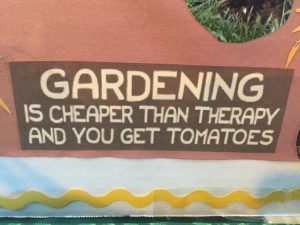 GARDENING
IS CHEAPER THAN THERAPY
AND YOU GET TOMATOES